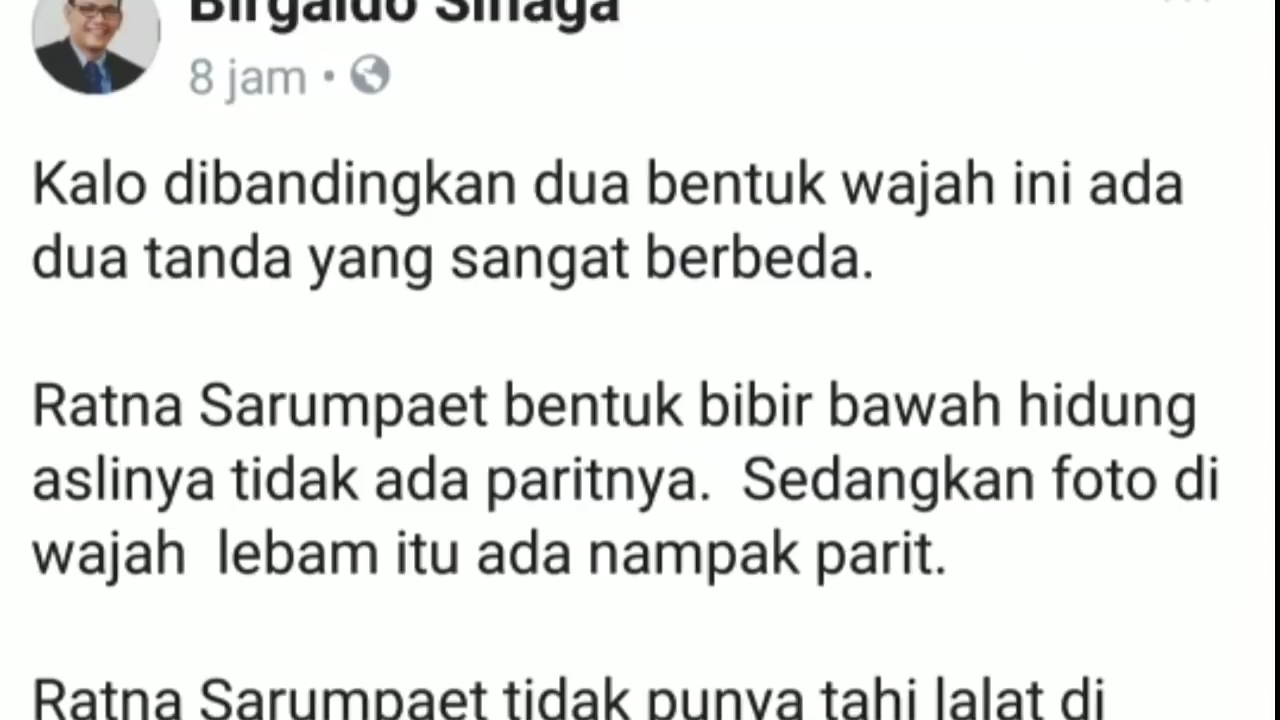 Birgaldo Sinaga
8 jam •
Kalo dibandingkan dua bentuk wajah ini ada
dua tanda yang sangat berbeda.
Ratna Sarumpaet bentuk bibir bawah hidung
aslinya tidak ada paritnya.  Sedangkan foto di
wajah  lebam itu ada nampak parit.
Ratna Sarumpaet tidak punya tahi lalat di